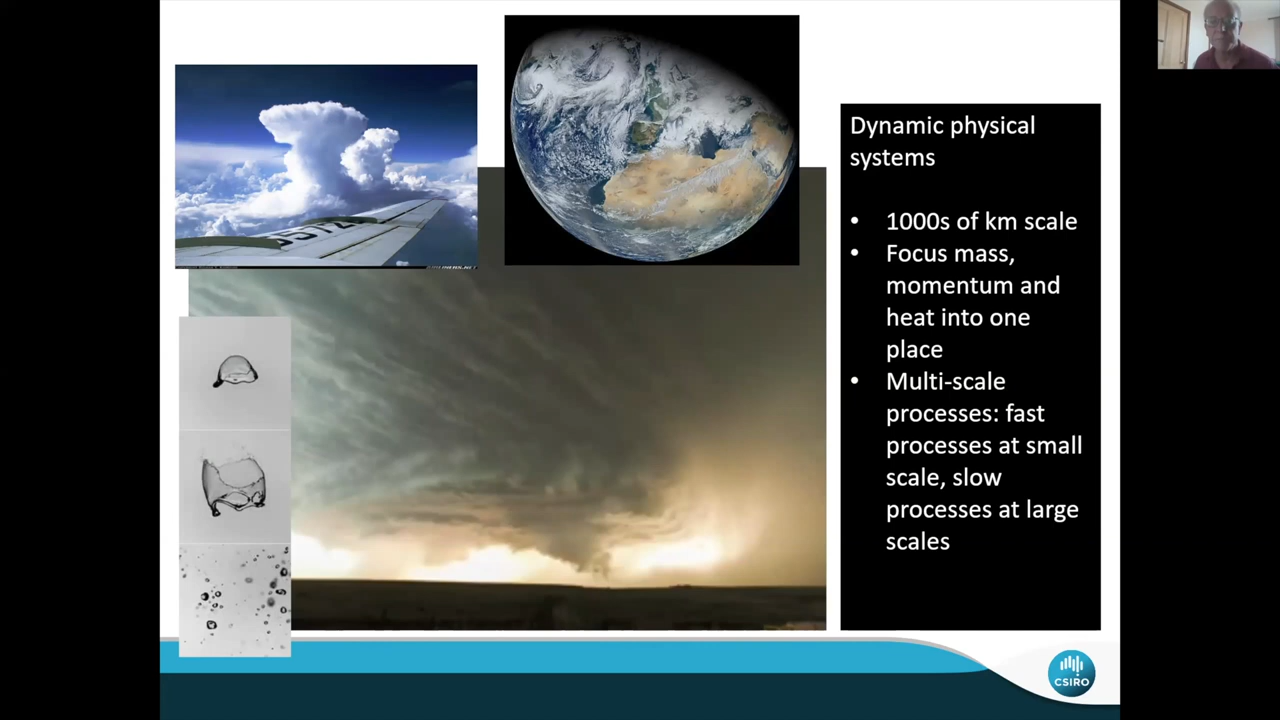 Dynamic physical
systems
• 1000s of km scale
• Focus mass,
momentum and
heat into one
place
• Multi-scale
processes: fast
processes at small
scale, slow
processes at large
scales
CSIRO